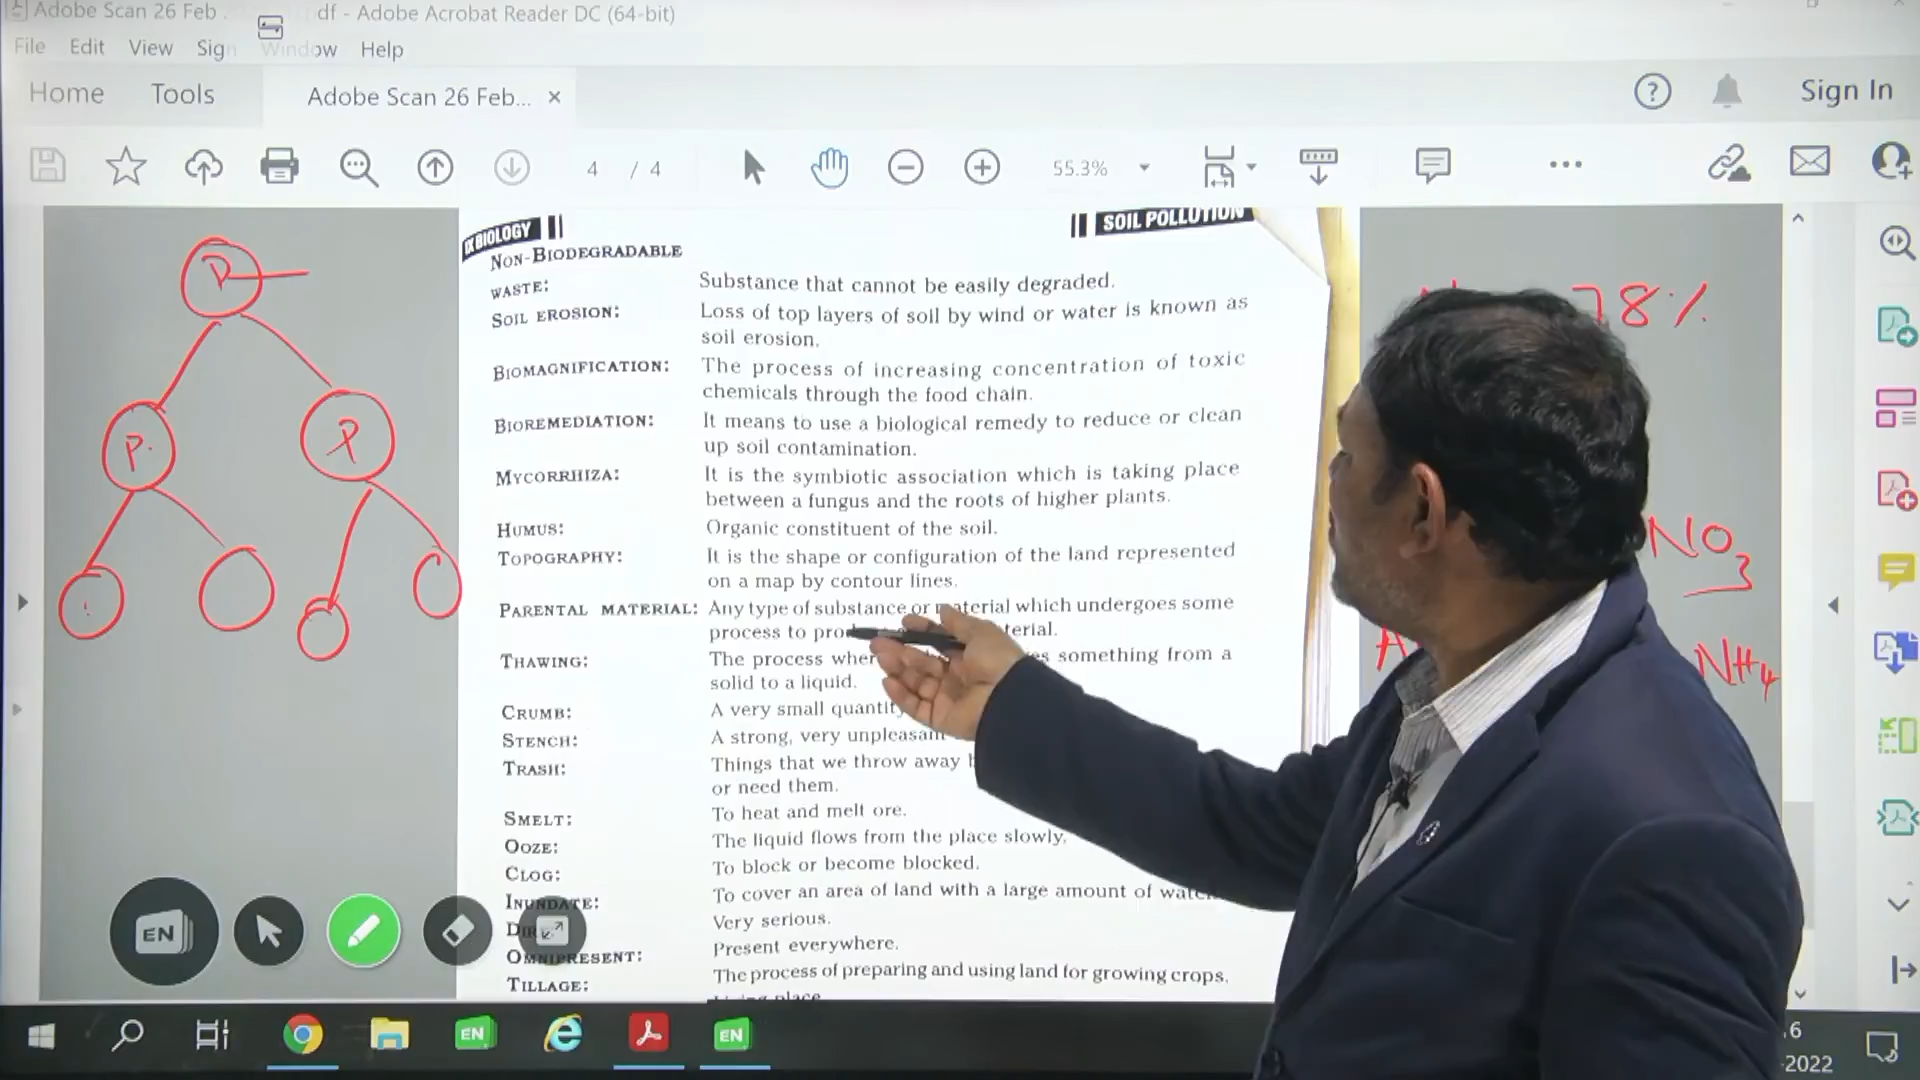 Adobe Scan 26 Feb pdf - Adobe Acrobat Reader DC (64-bit)
File Edit View Sign Window Help
Home Tools Adobe Scan 26 Feb... × Sign In
4 / 4 55.3%
IX BIOLOGY SOIL POLLUTION
NON-BIODEGRADABLE
WASTE: Substance that cannot be easily degraded.
SOIL EROSION: Loss of top layers of soil by wind or water is known as
soil erosion.
BIOMAGNIFICATION: The process of increasing concentration of toxic
chemicals through the food chain.
BIOREMEDIATION: It means to use a biological remedy to reduce or clean
up soil contamination.
MYCORRHIZA: It is the symbiotic association which is taking place
between a fungus and the roots of higher plants.
HUMUS: Organic constituent of the soil.
TOPOGRAPHY: It is the shape or configuration of the land represented
on a map by contour lines.
PARENTAL MATERIAL: Any type of substance or material which undergoes some
process to
THAWING: The process something from a
solid to a liquid.
CRUMB: A very small quantity
STENCH: A strong, very unpleasant
TRASH: Things that we throw away
or need them.
SMELT: To heat and melt ore.
OOZE: The liquid flows from the place slowly.
CLOG: To block or become blocked.
INUNDATE: To cover an area of land with a large amount of
Very serious.
OMNIPRESENT: Present everywhere.
TILLAGE: The process of preparing and using land for growing crops.
place
P
P
78%
NO3
NH4
EN
EN
EN
6
-2022